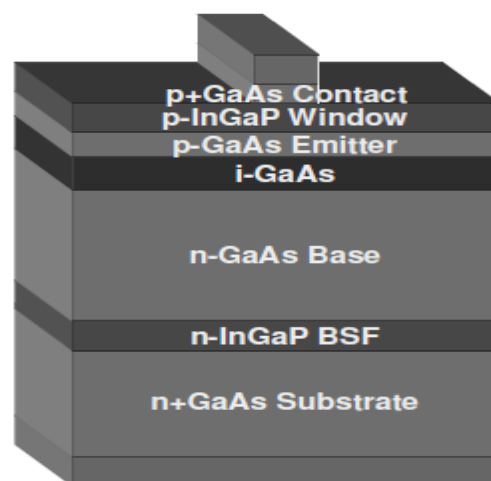 p+GaAs Contact
p-InGaP Window
p-GaAs Emitter
i-GaAs
n-GaAs Base
n-InGaP BSF
n+GaAs Substrate